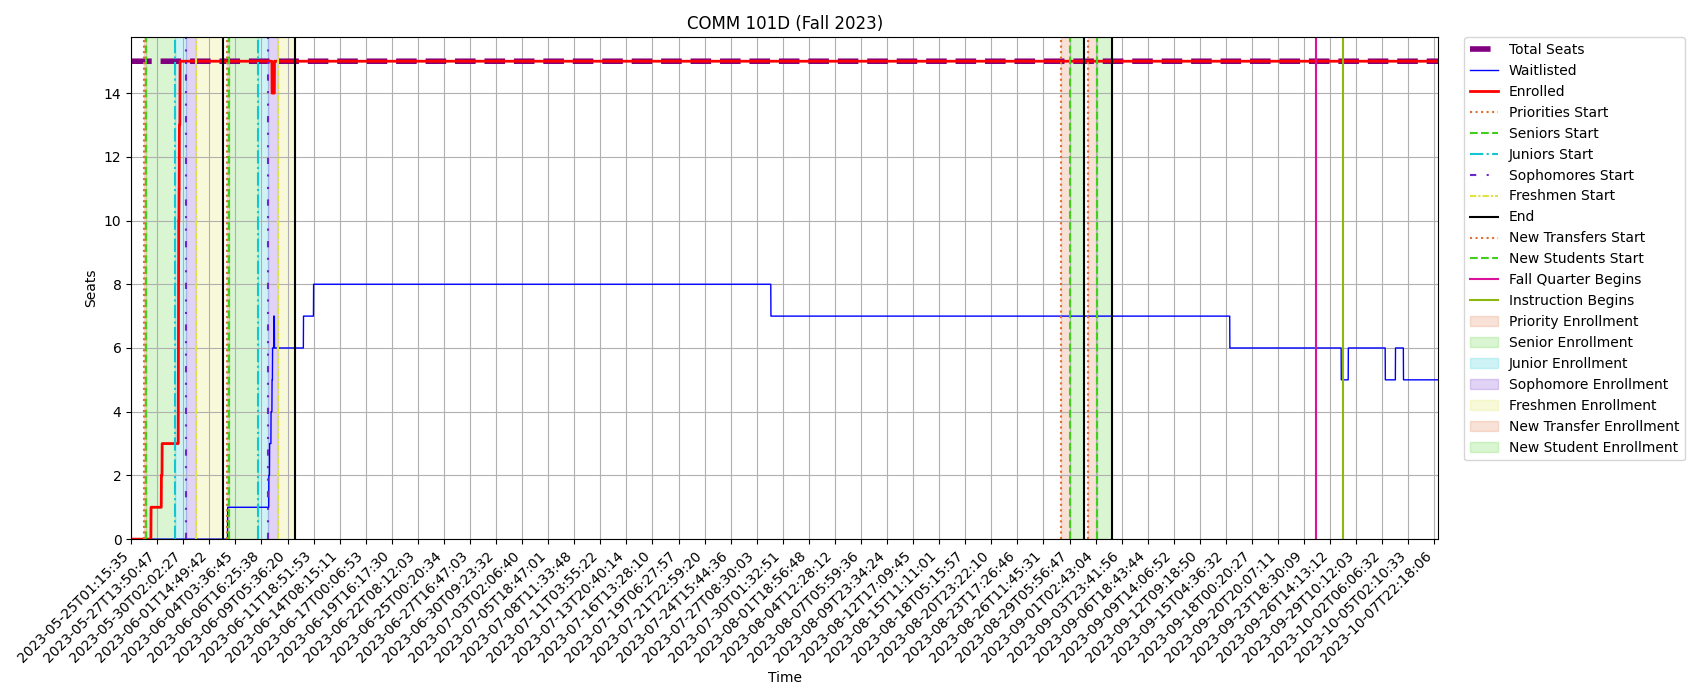 COMM 101D (Fall 2023)
Seats
14
12
10
8
6
4
2
0
2023-05-25T01:15:35
2023-05-27T13:50:47
2023-05-30T02:02:27
2023-06-01T14:49:42
2023-06-04T03:36:45
2023-06-06T16:25:38
2023-06-09T05:36:20
2023-06-11T18:51:53
2023-06-14T08:15:11
2023-06-17T00:06:53
2023-06-19T16:17:30
2023-06-22T08:12:03
2023-06-25T00:20:34
2023-06-27T16:47:03
2023-06-30T09:23:32
2023-07-03T02:06:40
2023-07-05T18:47:01
2023-07-08T11:33:48
2023-07-11T03:55:22
2023-07-13T20:40:14
2023-07-16T13:28:10
2023-07-19T06:27:57
2023-07-21T22:59:20
2023-07-24T15:44:36
2023-07-27T08:30:03
2023-07-30T01:32:51
2023-08-01T18:56:48
2023-08-04T12:28:12
2023-08-07T05:59:36
2023-08-09T23:34:24
2023-08-12T17:09:45
2023-08-15T11:11:01
2023-08-18T05:15:57
2023-08-20T23:22:10
2023-08-23T17:26:46
2023-08-26T11:45:31
2023-08-29T05:56:47
2023-09-01T02:43:04
2023-09-03T23:41:56
2023-09-06T18:43:44
2023-09-09T14:06:52
2023-09-12T09:18:50
2023-09-15T04:36:32
2023-09-18T00:20:27
2023-09-20T20:07:11
2023-09-23T18:30:09
2023-09-26T14:13:12
2023-09-29T10:12:03
2023-10-02T06:06:32
2023-10-05T02:10:33
2023-10-07T22:18:06
Time
Total Seats
Waitlisted
Enrolled
Priorities Start
Seniors Start
Juniors Start
Sophomores Start
Freshmen Start
End
New Transfers Start
New Students Start
Fall Quarter Begins
Instruction Begins
Priority Enrollment
Senior Enrollment
Junior Enrollment
Sophomore Enrollment
Freshmen Enrollment
New Transfer Enrollment
New Student Enrollment